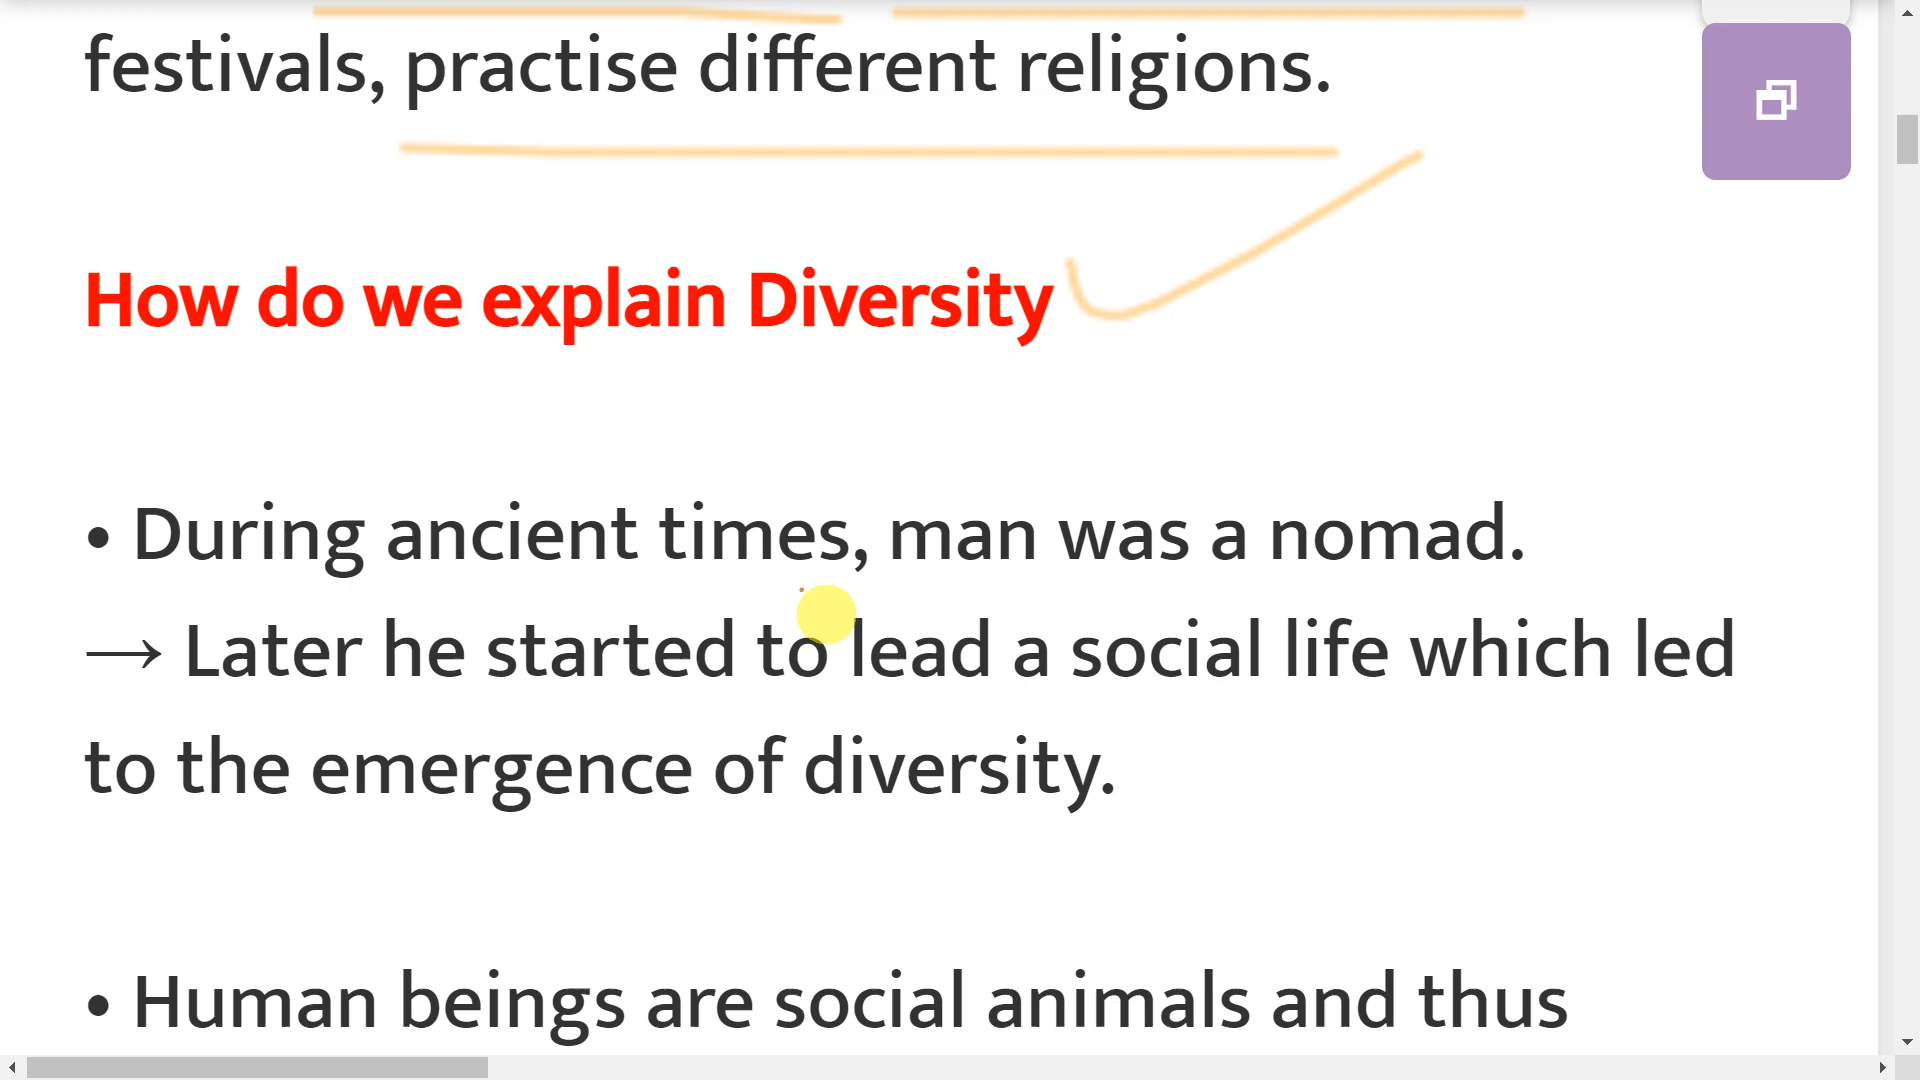 festivals, practise different religions.
How do we explain Diversity
• During ancient times, man was a nomad.
→ Later he started to lead a social life which led
to the emergence of diversity.
• Human beings are social animals and thus